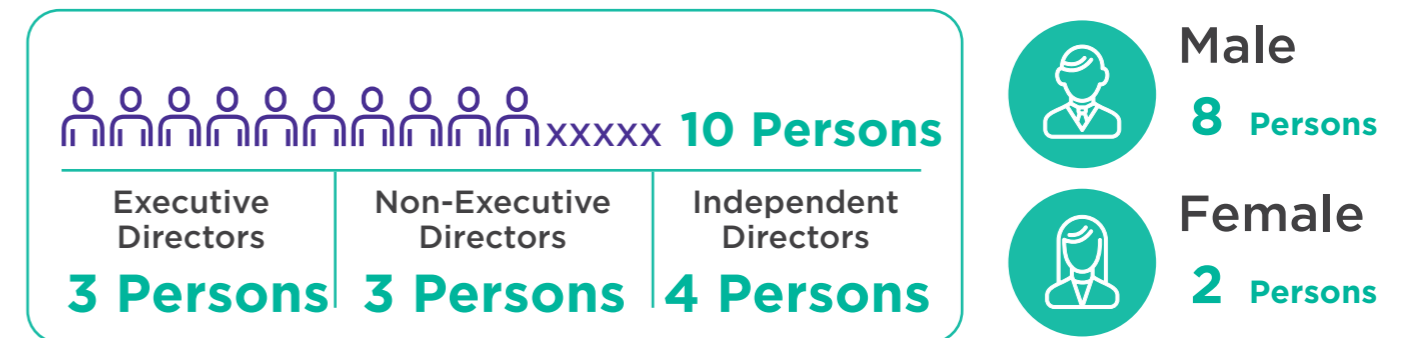 xxxxx 10 Persons
Executive
Directors
3 Persons
Non-Executive
Directors
3 Persons
Independent
Directors
4 Persons
Male
8 Persons
Female
2 Persons